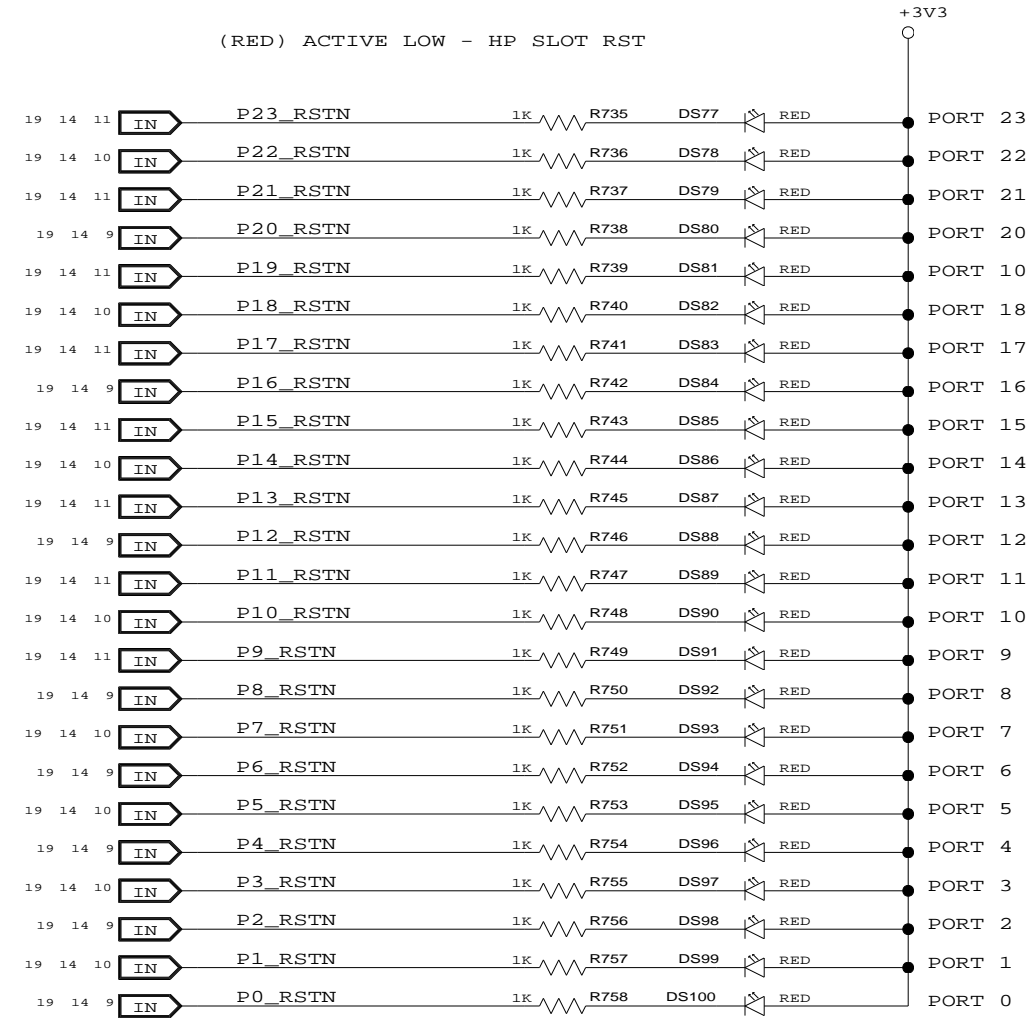 +3V3
(RED) ACTIVE LOW - HP SLOT RST
19 14 11 IN P23_RSTN 1K R735 DS77 RED PORT 23
19 14 10 IN P22_RSTN 1K R736 DS78 RED PORT 22
19 14 11 IN P21_RSTN 1K R737 DS79 RED PORT 21
19 14 9 IN P20_RSTN 1K R738 DS80 RED PORT 20
19 14 11 IN P19_RSTN 1K R739 DS81 RED PORT 10
19 14 10 IN P18_RSTN 1K R740 DS82 RED PORT 18
19 14 11 IN P17_RSTN 1K R741 DS83 RED PORT 17
19 14 9 IN P16_RSTN 1K R742 DS84 RED PORT 16
19 14 11 IN P15_RSTN 1K R743 DS85 RED PORT 15
19 14 10 IN P14_RSTN 1K R744 DS86 RED PORT 14
19 14 11 IN P13_RSTN 1K R745 DS87 RED PORT 13
19 14 9 IN P12_RSTN 1K R746 DS88 RED PORT 12
19 14 11 IN P11_RSTN 1K R747 DS89 RED PORT 11
19 14 10 IN P10_RSTN 1K R748 DS90 RED PORT 10
19 14 11 IN P9_RSTN 1K R749 DS91 RED PORT 9
19 14 9 IN P8_RSTN 1K R750 DS92 RED PORT 8
19 14 10 IN P7_RSTN 1K R751 DS93 RED PORT 7
19 14 9 IN P6_RSTN 1K R752 DS94 RED PORT 6
19 14 10 IN P5_RSTN 1K R753 DS95 RED PORT 5
19 14 9 IN P4_RSTN 1K R754 DS96 RED PORT 4
19 14 10 IN P3_RSTN 1K R755 DS97 RED PORT 3
19 14 9 IN P2_RSTN 1K R756 DS98 RED PORT 2
19 14 10 IN P1_RSTN 1K R757 DS99 RED PORT 1
19 14 9 IN P0_RSTN 1K R758 DS100 RED PORT 0